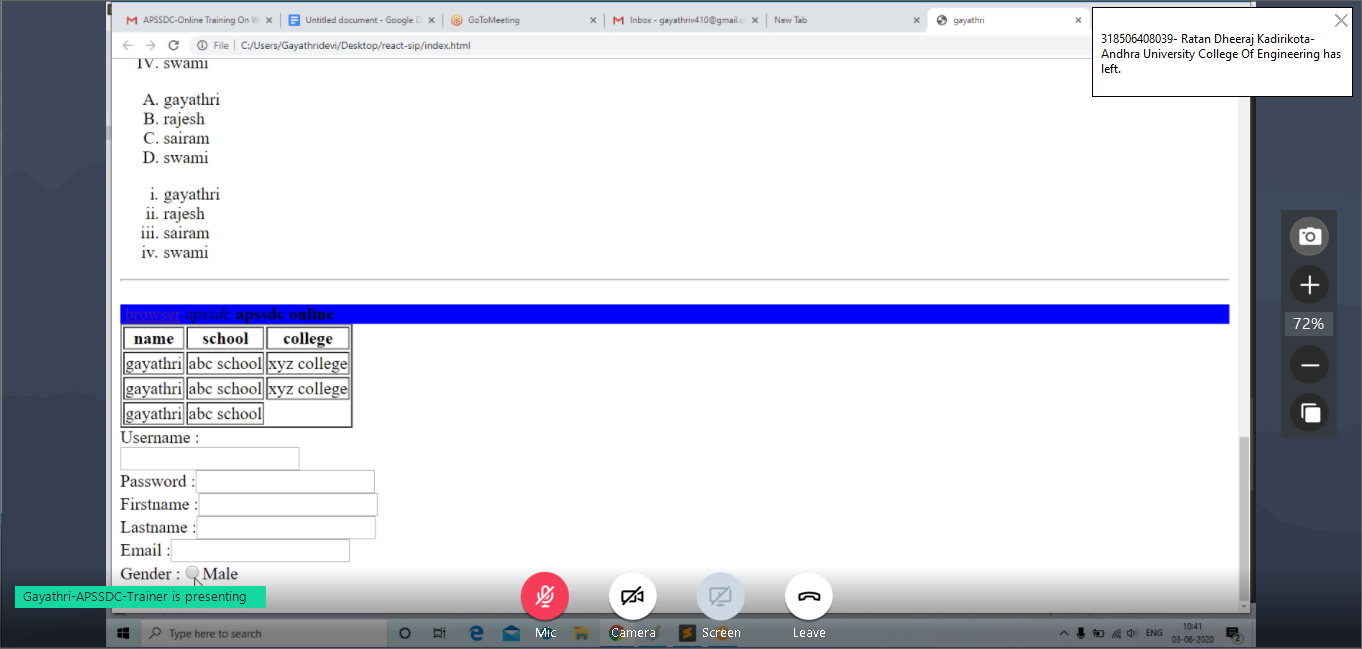 APSSDC-Online Training On W
Untitled document - Google D
GoToMeeting
Inbox - gayathriv410@gmail.c
New Tab
gayathri
File | C:/Users/Gayathridevi/Desktop/react-sip/index.html
318506408039- Ratan Dheeraj Kadirikota-
Andhra University College Of Engineering has
left.
IV. swami
A. gayathri
B. rajesh
C. sairam
D. swami
i. gayathri
ii. rajesh
iii. sairam
iv. swami
browser apssdc apssdc online
name school college
gayathri abc school xyz college
gayathri abc school xyz college
gayathri abc school
Username :
Password :
Firstname :
Lastname :
Email :
Gender : Male
72%
Gayathri-APSSDC-Trainer is presenting
Mic Camera Screen Leave
Type here to search
ENG
10:41
03-06-2020
2